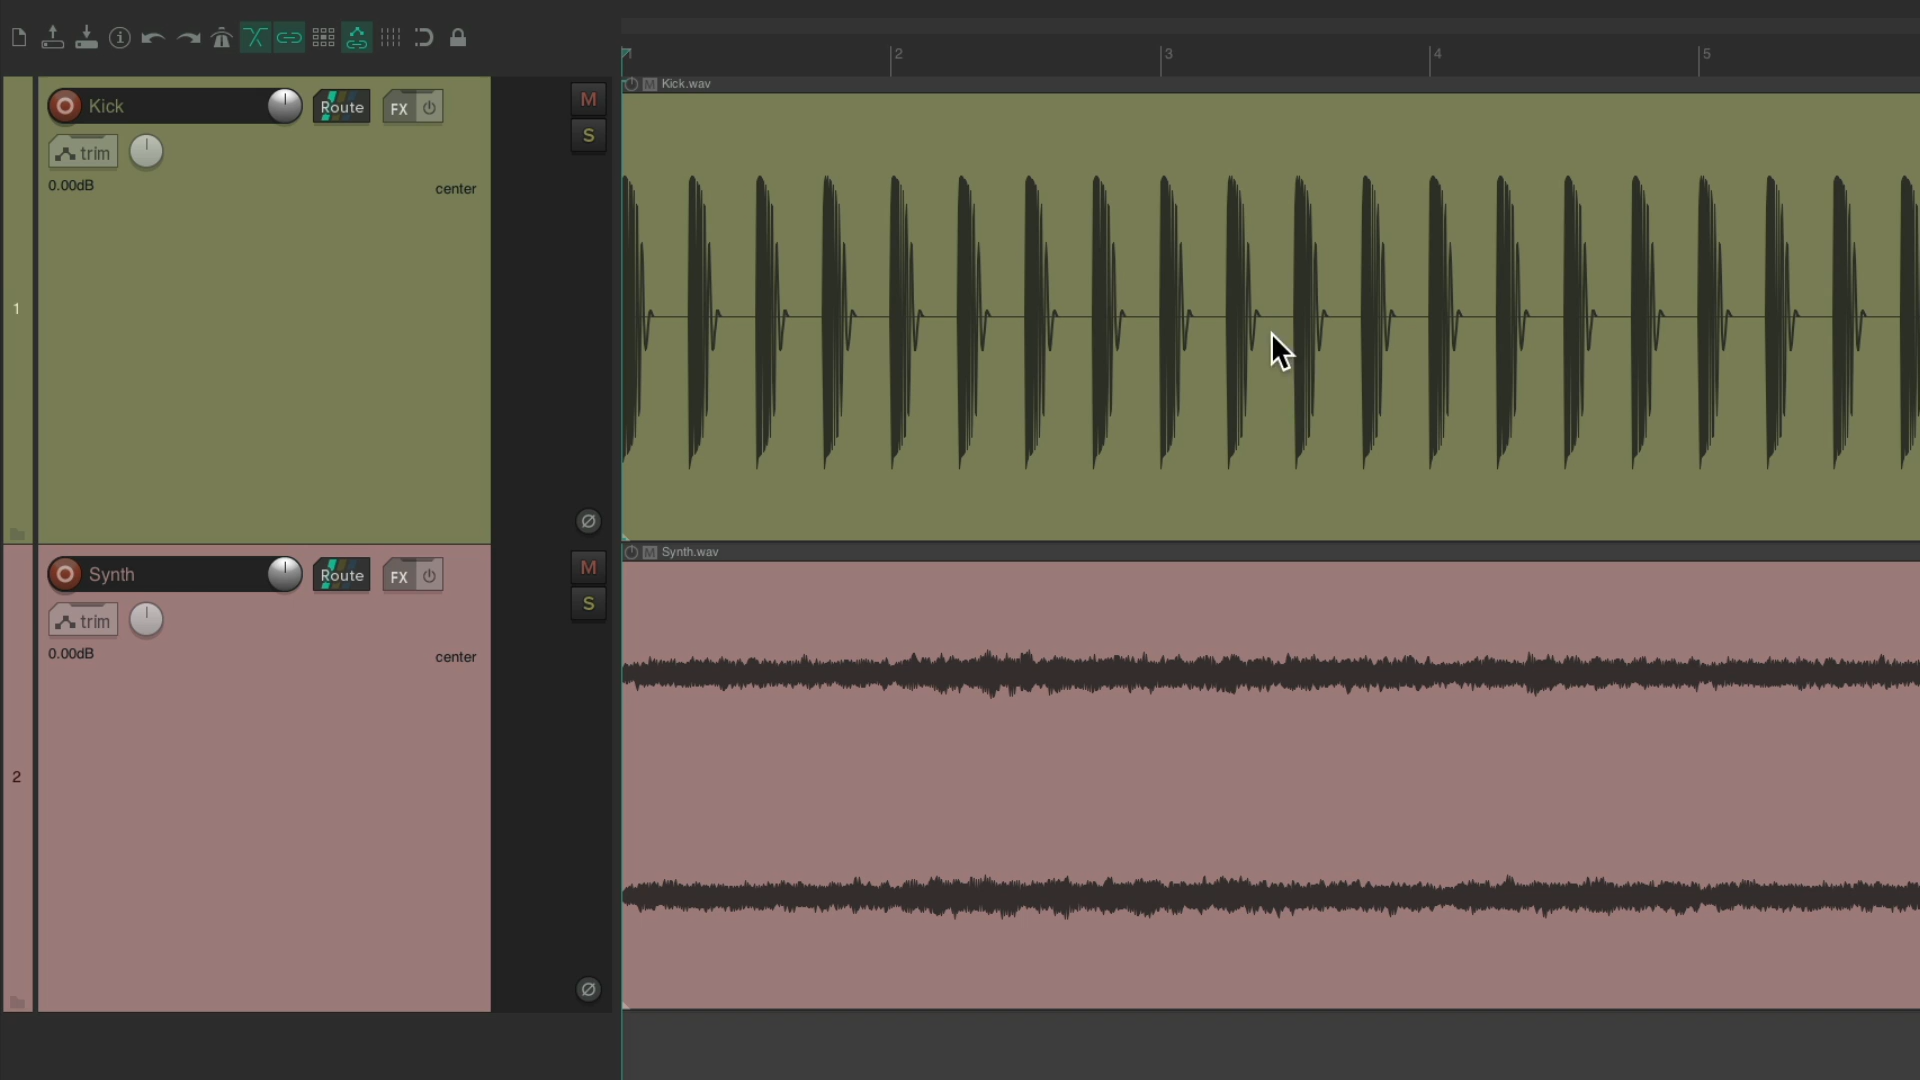 1 2 3 4 5
Kick Route FX M M Kick.wav
S
trim
0.00dB center
1
Synth Route FX M M Synth.wav
S
trim
0.00dB center
2